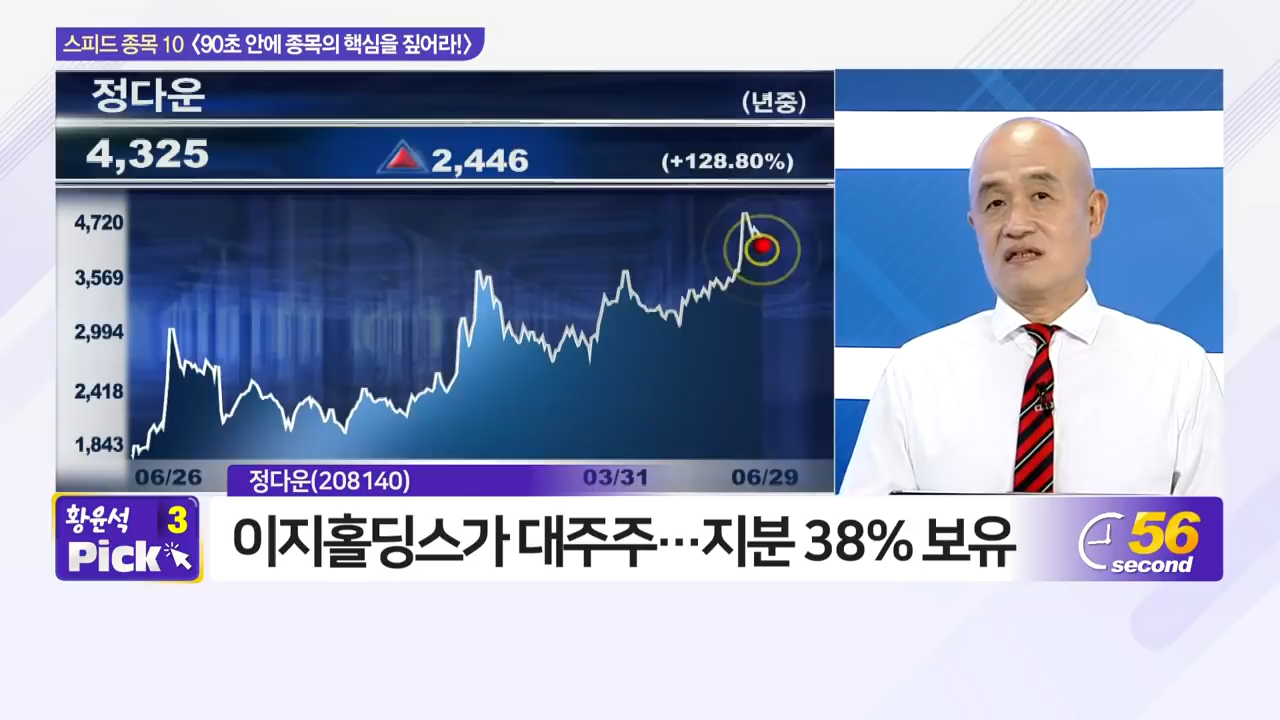 스피드 종목 10 〈90초 안에 종목의 핵심을 짚어라!〉
정다운 (년중)
4,325 2,446 (+128.80%)
4,720
3,569
2,994
2,418
1,843
06/26 03/31 06/29
정다운(208140)
황윤석 3
Pick
이지홀딩스가 대주주…지분 38% 보유
56
second